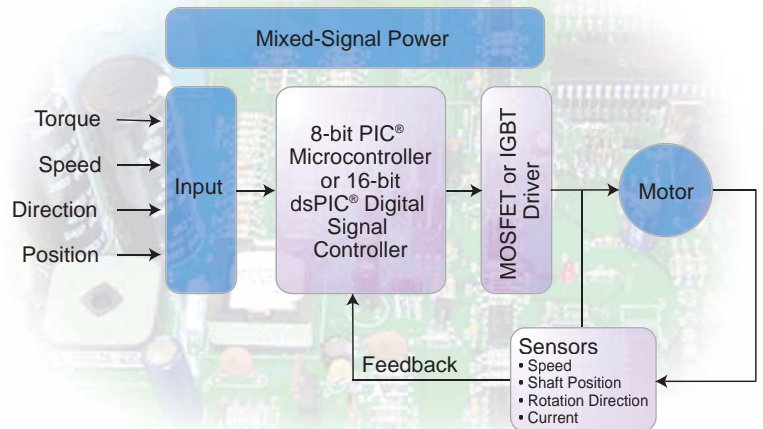 Mixed-Signal Power
Torque
Speed
Direction
Position
Input
8-bit PIC®
Microcontroller
or 16-bit
dsPIC® Digital
Signal
Controller
MOSFET or IGBT
Driver
Motor
Feedback
Sensors
• Speed
• Shaft Position
• Rotation Direction
• Current